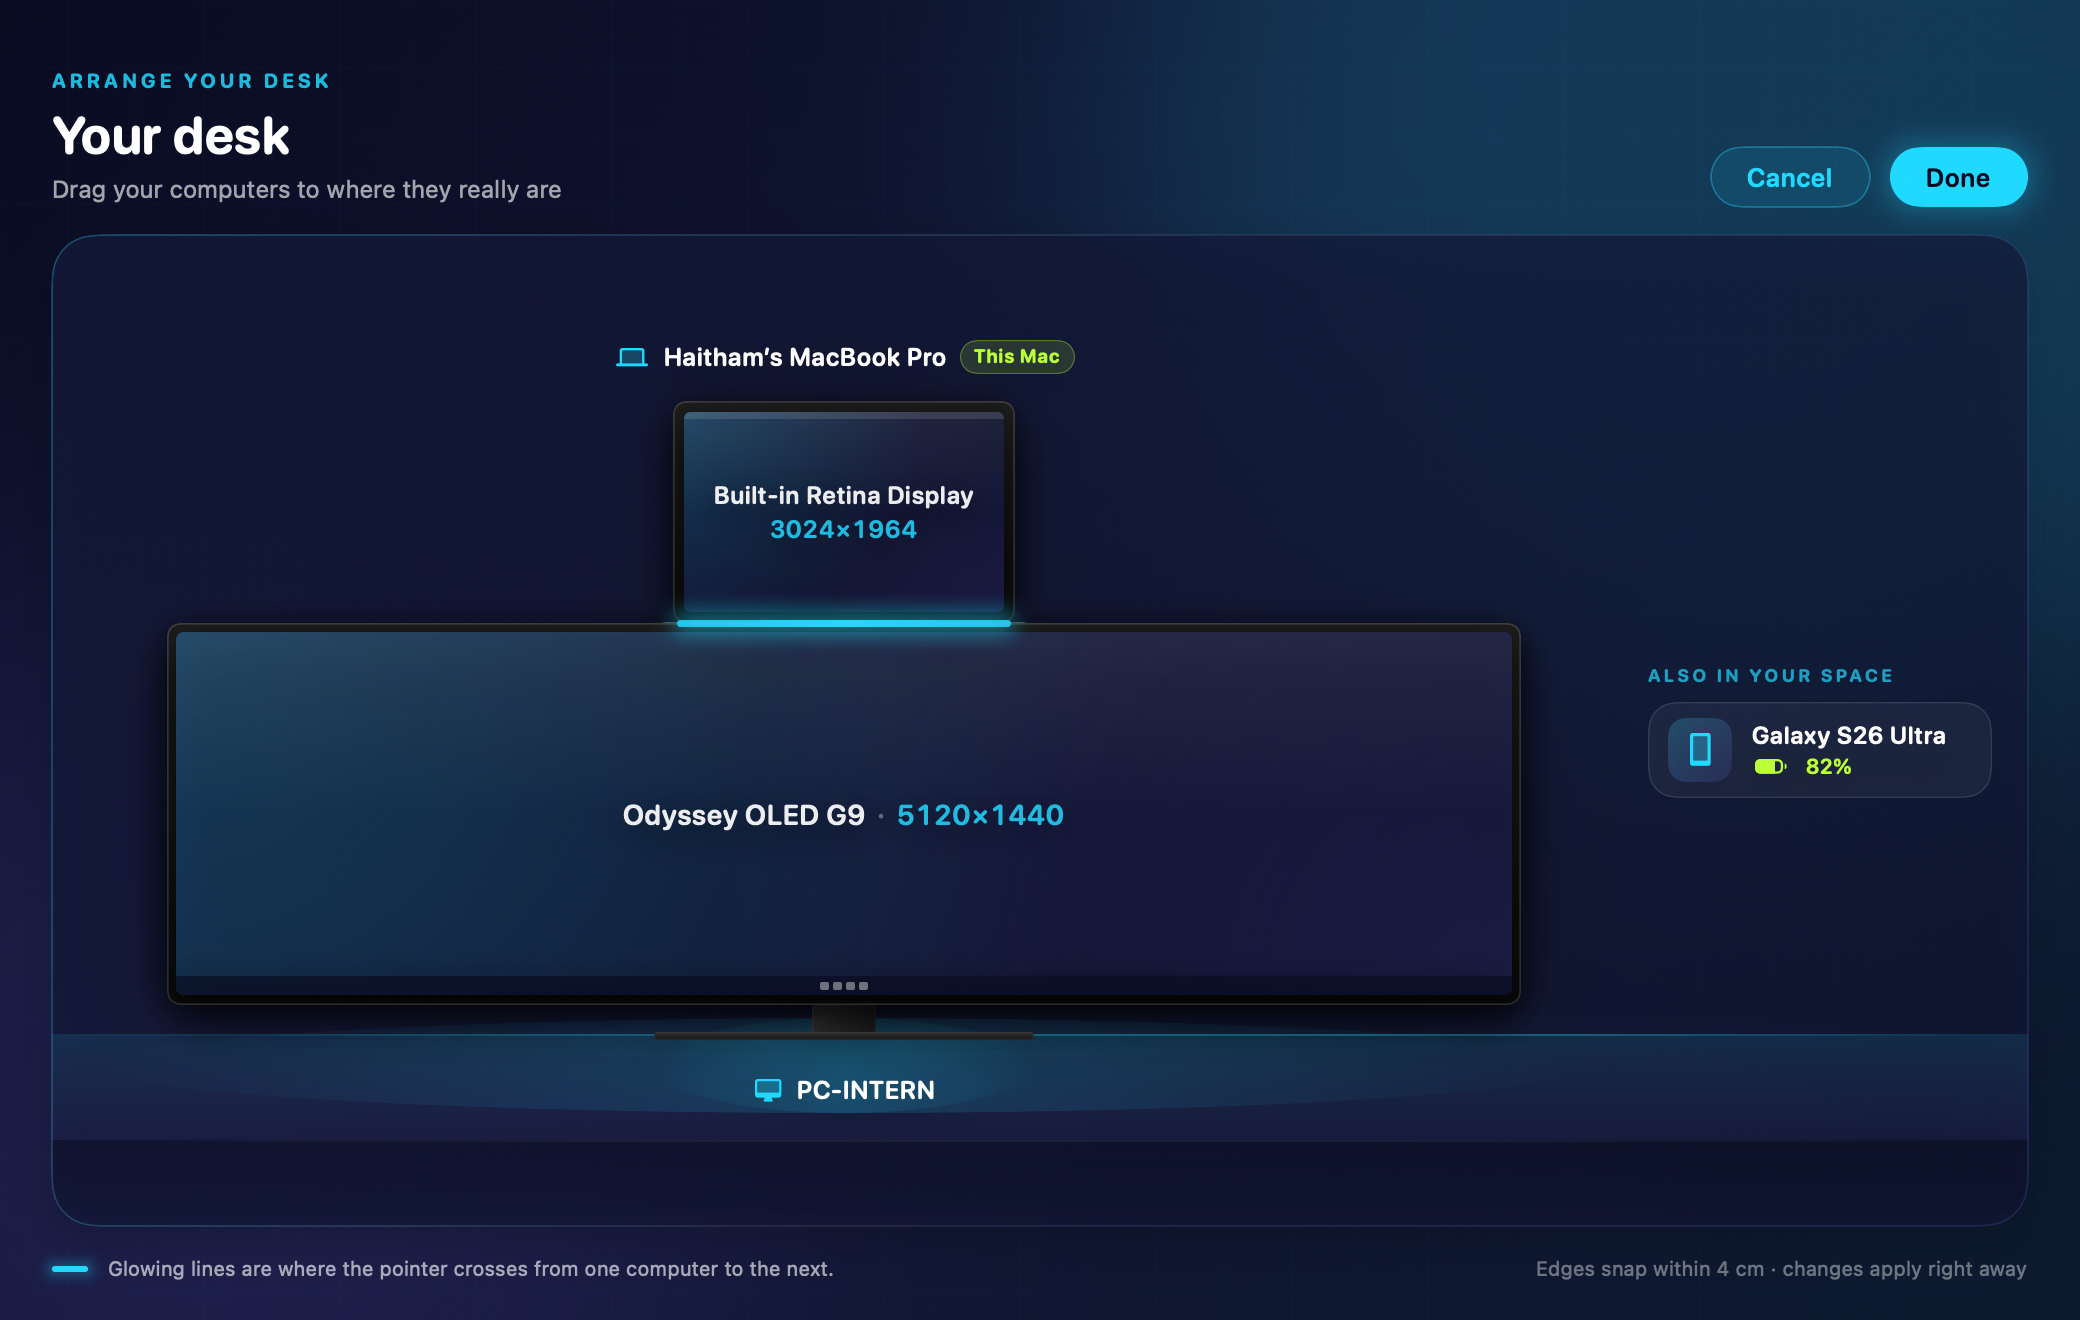 ARRANGE YOUR DESK
Your desk
Drag your computers to where they really are
Cancel
Done
Haitham's MacBook Pro
This Mac
Built-in Retina Display
3024×1964
Odyssey OLED G9 · 5120×1440
ALSO IN YOUR SPACE
Galaxy S26 Ultra
82%
PC-INTERN
Glowing lines are where the pointer crosses from one computer to the next.
Edges snap within 4 cm · changes apply right away